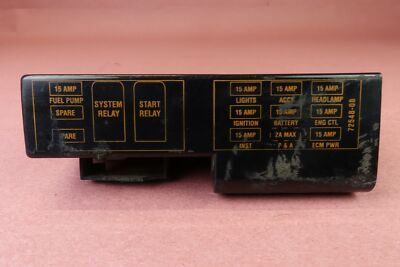 15 AMP
FUEL PUMP
SPARE
SPARE
SYSTEM
RELAY
START
RELAY
15 AMP 15 AMP 15 AMP
LIGHTS ACCY HEADLAMP
15 AMP 15 AMP 15 AMP
IGNITION BATTERY ENG CTL
15 AMP 2A MAX 15 AMP
INST P & A ECM PWR
72548-00